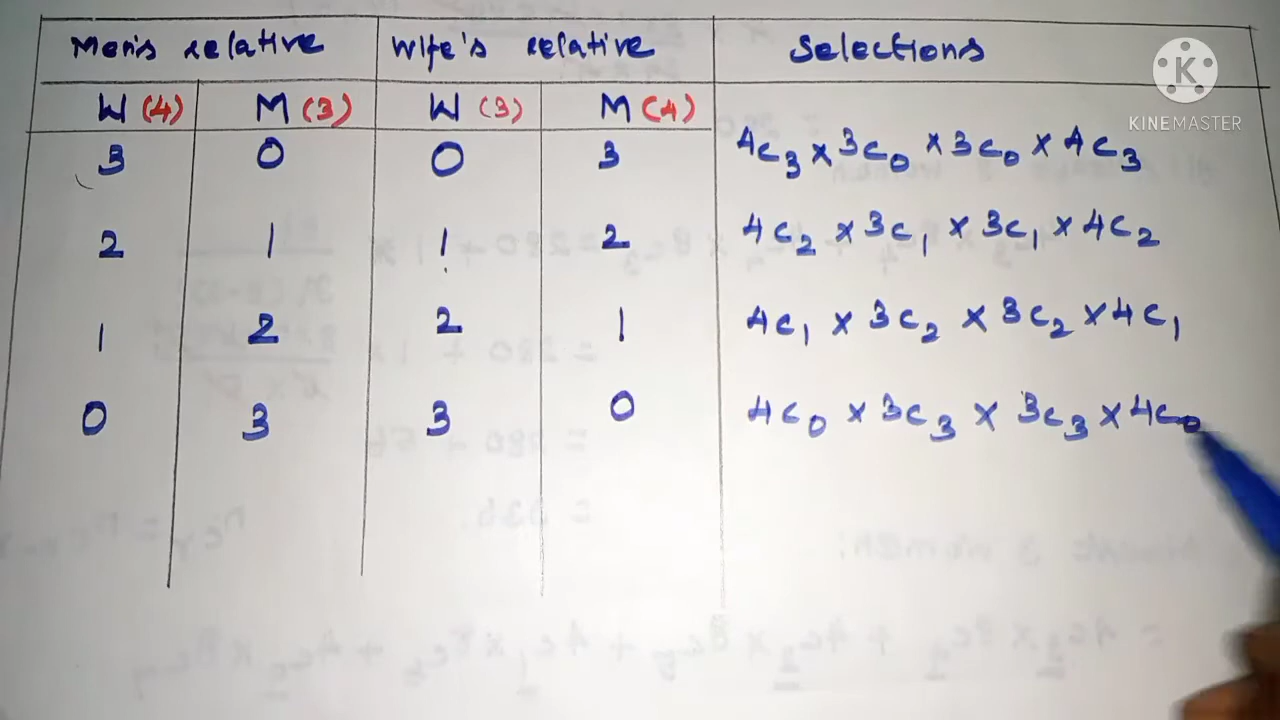 Men's relative Wife's relative Selections
W (4) M (3) W (3) M (4)
3 0 0 3 4C3 × 3C0 × 3C0 × 4C3
2 1 1 2 4C2 × 3C1 × 3C1 × 4C2
1 2 2 1 4C1 × 3C2 × 3C2 × 4C1
0 3 3 0 4C0 × 3C3 × 3C3 × 4C0
K
KINEMASTER